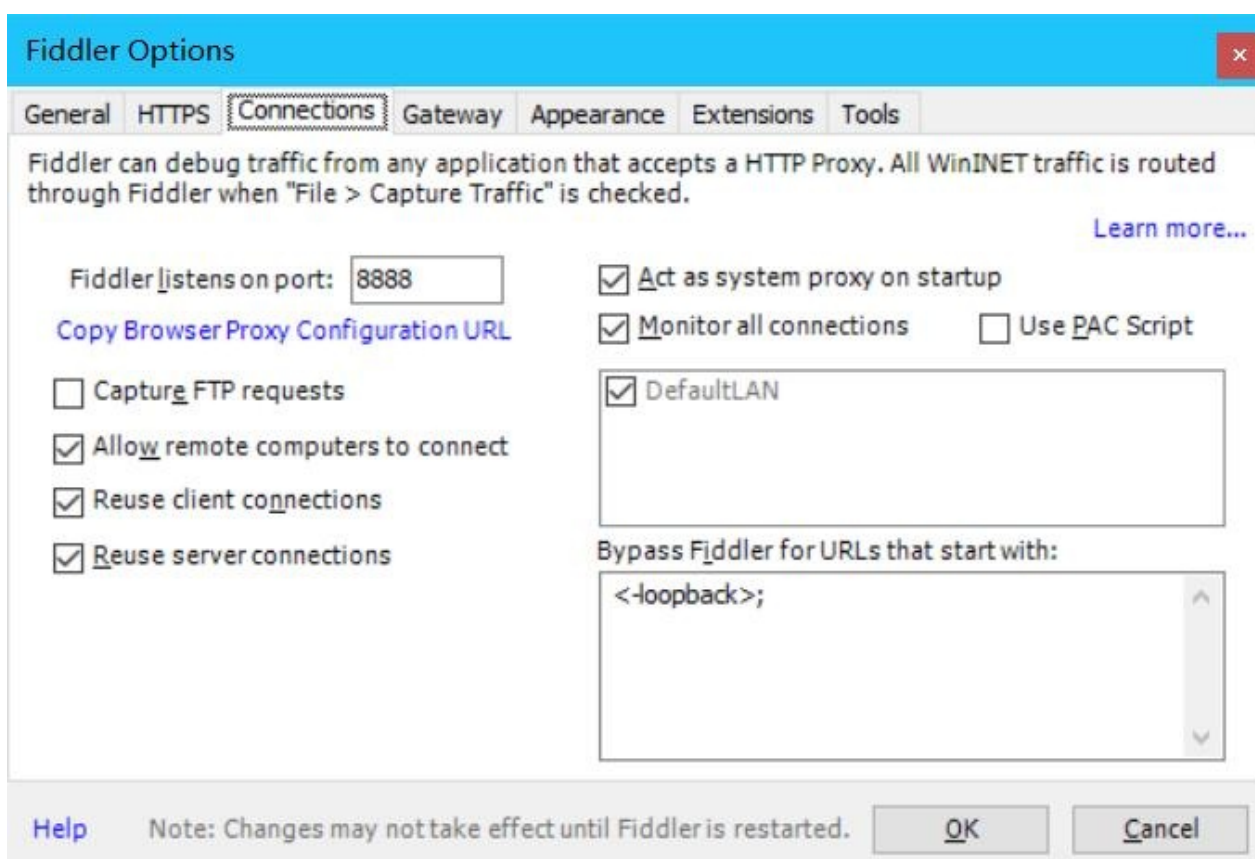 Fiddler Options
General HTTPS Connections Gateway Appearance Extensions Tools
Fiddler can debug traffic from any application that accepts a HTTP Proxy. All WinINET traffic is routed
through Fiddler when "File > Capture Traffic" is checked.
Learn more...
Fiddler listens on port: 8888
Copy Browser Proxy Configuration URL
Capture FTP requests
Allow remote computers to connect
Reuse client connections
Reuse server connections
Act as system proxy on startup
Monitor all connections Use PAC Script
DefaultLAN
Bypass Fiddler for URLs that start with:
<-loopback>;
Help Note: Changes may not take effect until Fiddler is restarted. OK Cancel